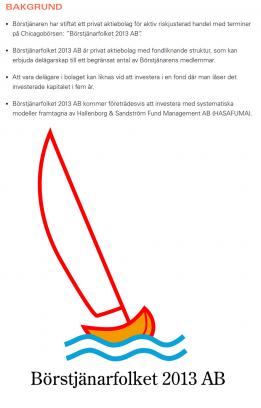 BAKGRUND
• Börstjänaren har stiftat ett privat aktiebolag för aktiv riskjusterad handel med terminer
på Chicagobörsen: "Börstjänarfolket 2013 AB".
• Börstjänarfolket 2013 AB är privat aktiebolag med fondliknande struktur, som kan
erbjuda delägarskap till ett begränsat antal av Börstjänarens medlemmar.
• Att vara delägare i bolaget kan liknas vid att investera i en fond där man låser det
investerade kapitalet i fem år.
• Börstjänarfolket 2013 AB kommer företrädesvis att investera med systematiska
modeller framtagna av Hallenborg & Sandström Fund Management AB (HASAFUMA).
Börstjänarfolket 2013 AB